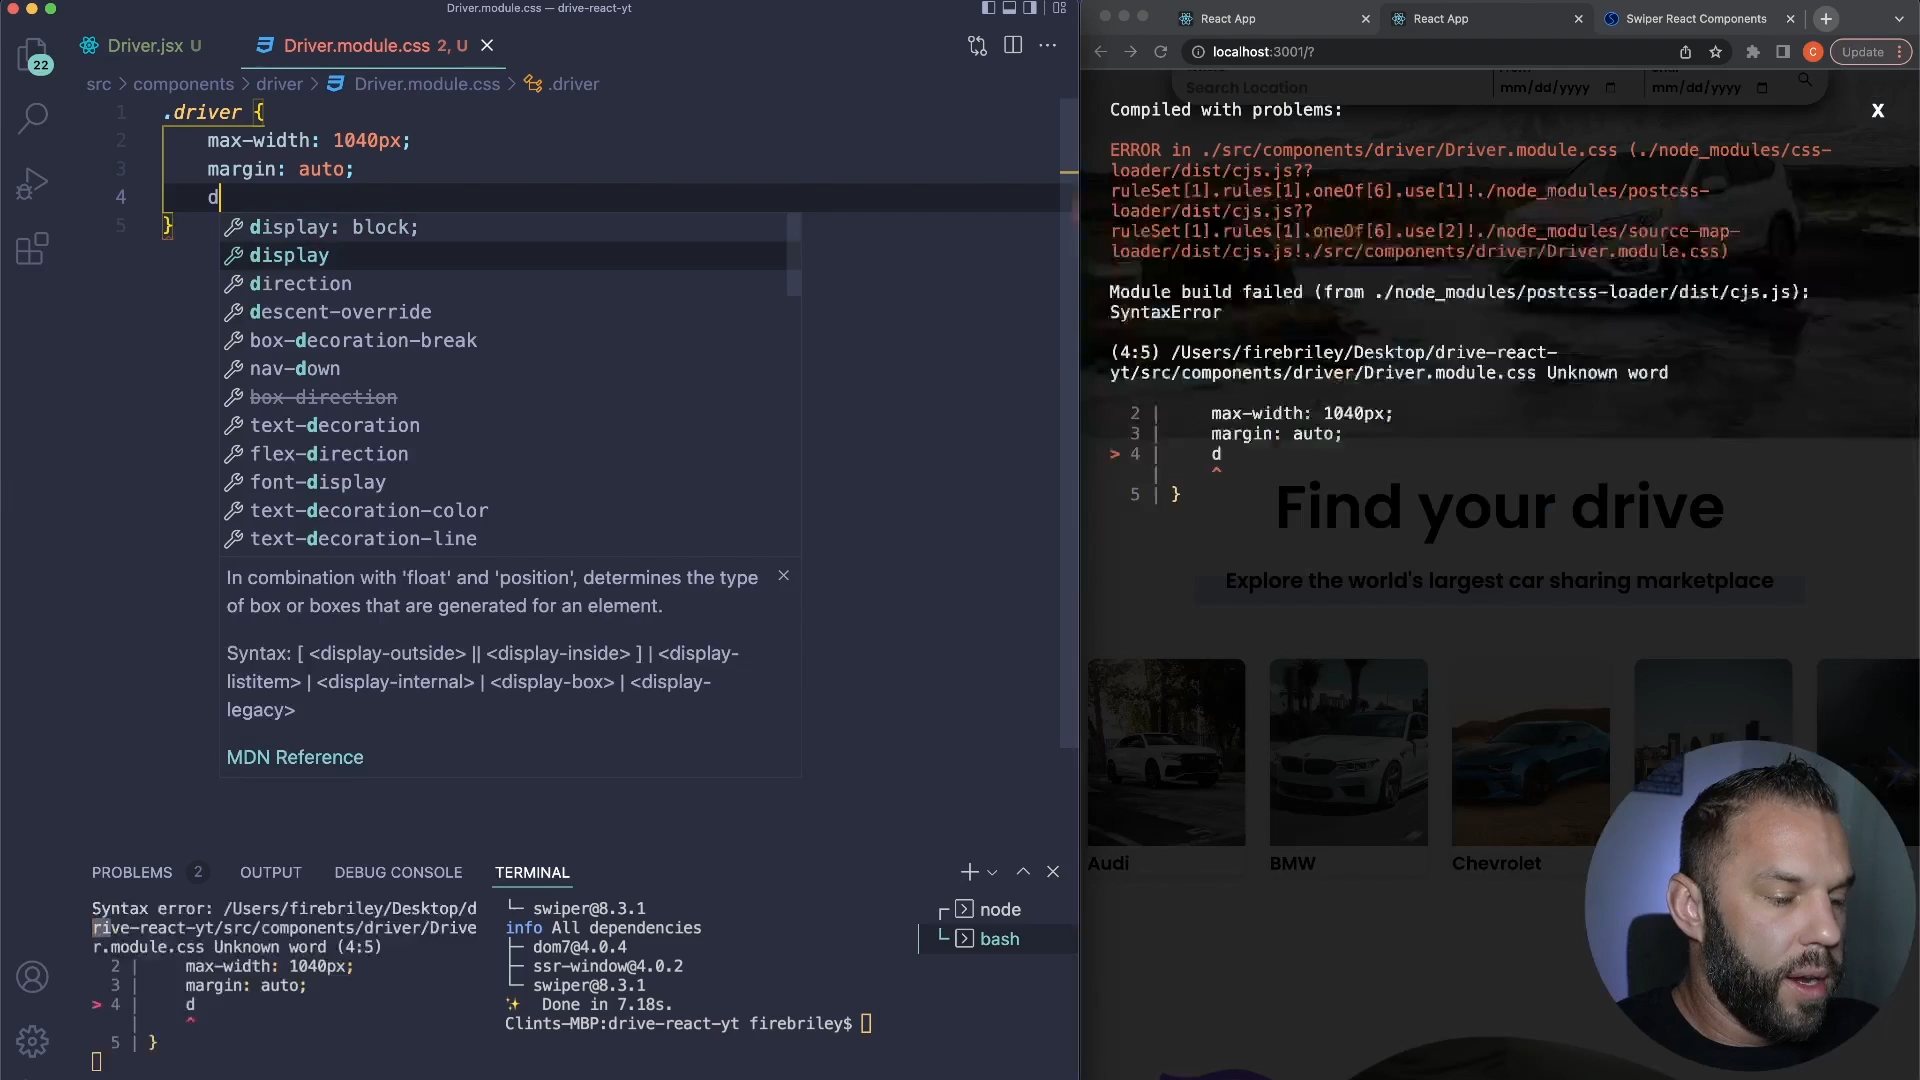 Driver.module.css — drive-react-yt
Driver.jsx U
Driver.module.css 2, U
src > components > driver > Driver.module.css > .driver
22
1 .driver {
2 max-width: 1040px;
3 margin: auto;
4 d
5 }
display: block;
display
direction
descent-override
box-decoration-break
nav-down
box-direction
text-decoration
flex-direction
font-display
text-decoration-color
text-decoration-line
In combination with 'float' and 'position', determines the type
of box or boxes that are generated for an element.
Syntax: [ <display-outside> || <display-inside> ] | <display-
listitem> | <display-internal> | <display-box> | <display-
legacy>
MDN Reference
PROBLEMS 2 OUTPUT DEBUG CONSOLE TERMINAL
Syntax error: /Users/firebriley/Desktop/d
rive-react-yt/src/components/driver/Drive
r.module.css Unknown word (4:5)
2 | max-width: 1040px;
3 | margin: auto;
> 4 | d
| ^
5 | }
└─ swiper@8.3.1
info All dependencies
├─ dom7@4.0.4
├─ ssr-window@4.0.2
└─ swiper@8.3.1
✨ Done in 7.18s.
Clints-MBP:drive-react-yt firebriley$
node
bash
React App
React App
Swiper React Components
localhost:3001/?
C
Update
Search Location
mm/dd/yyyy
mm/dd/yyyy
Compiled with problems:
X
ERROR in ./src/components/driver/Driver.module.css (./node_modules/css-
loader/dist/cjs.js??
ruleSet[1].rules[1].oneOf[6].use[1]!./node_modules/postcss-
loader/dist/cjs.js??
ruleSet[1].rules[1].oneOf[6].use[2]!./node_modules/source-map-
loader/dist/cjs.js!./src/components/driver/Driver.module.css)
Module build failed (from ./node_modules/postcss-loader/dist/cjs.js):
SyntaxError
(4:5) /Users/firebriley/Desktop/drive-react-
yt/src/components/driver/Driver.module.css Unknown word
2 | max-width: 1040px;
3 | margin: auto;
> 4 | d
| ^
5 | }
Find your drive
Explore the world's largest car sharing marketplace
Audi
BMW
Chevrolet